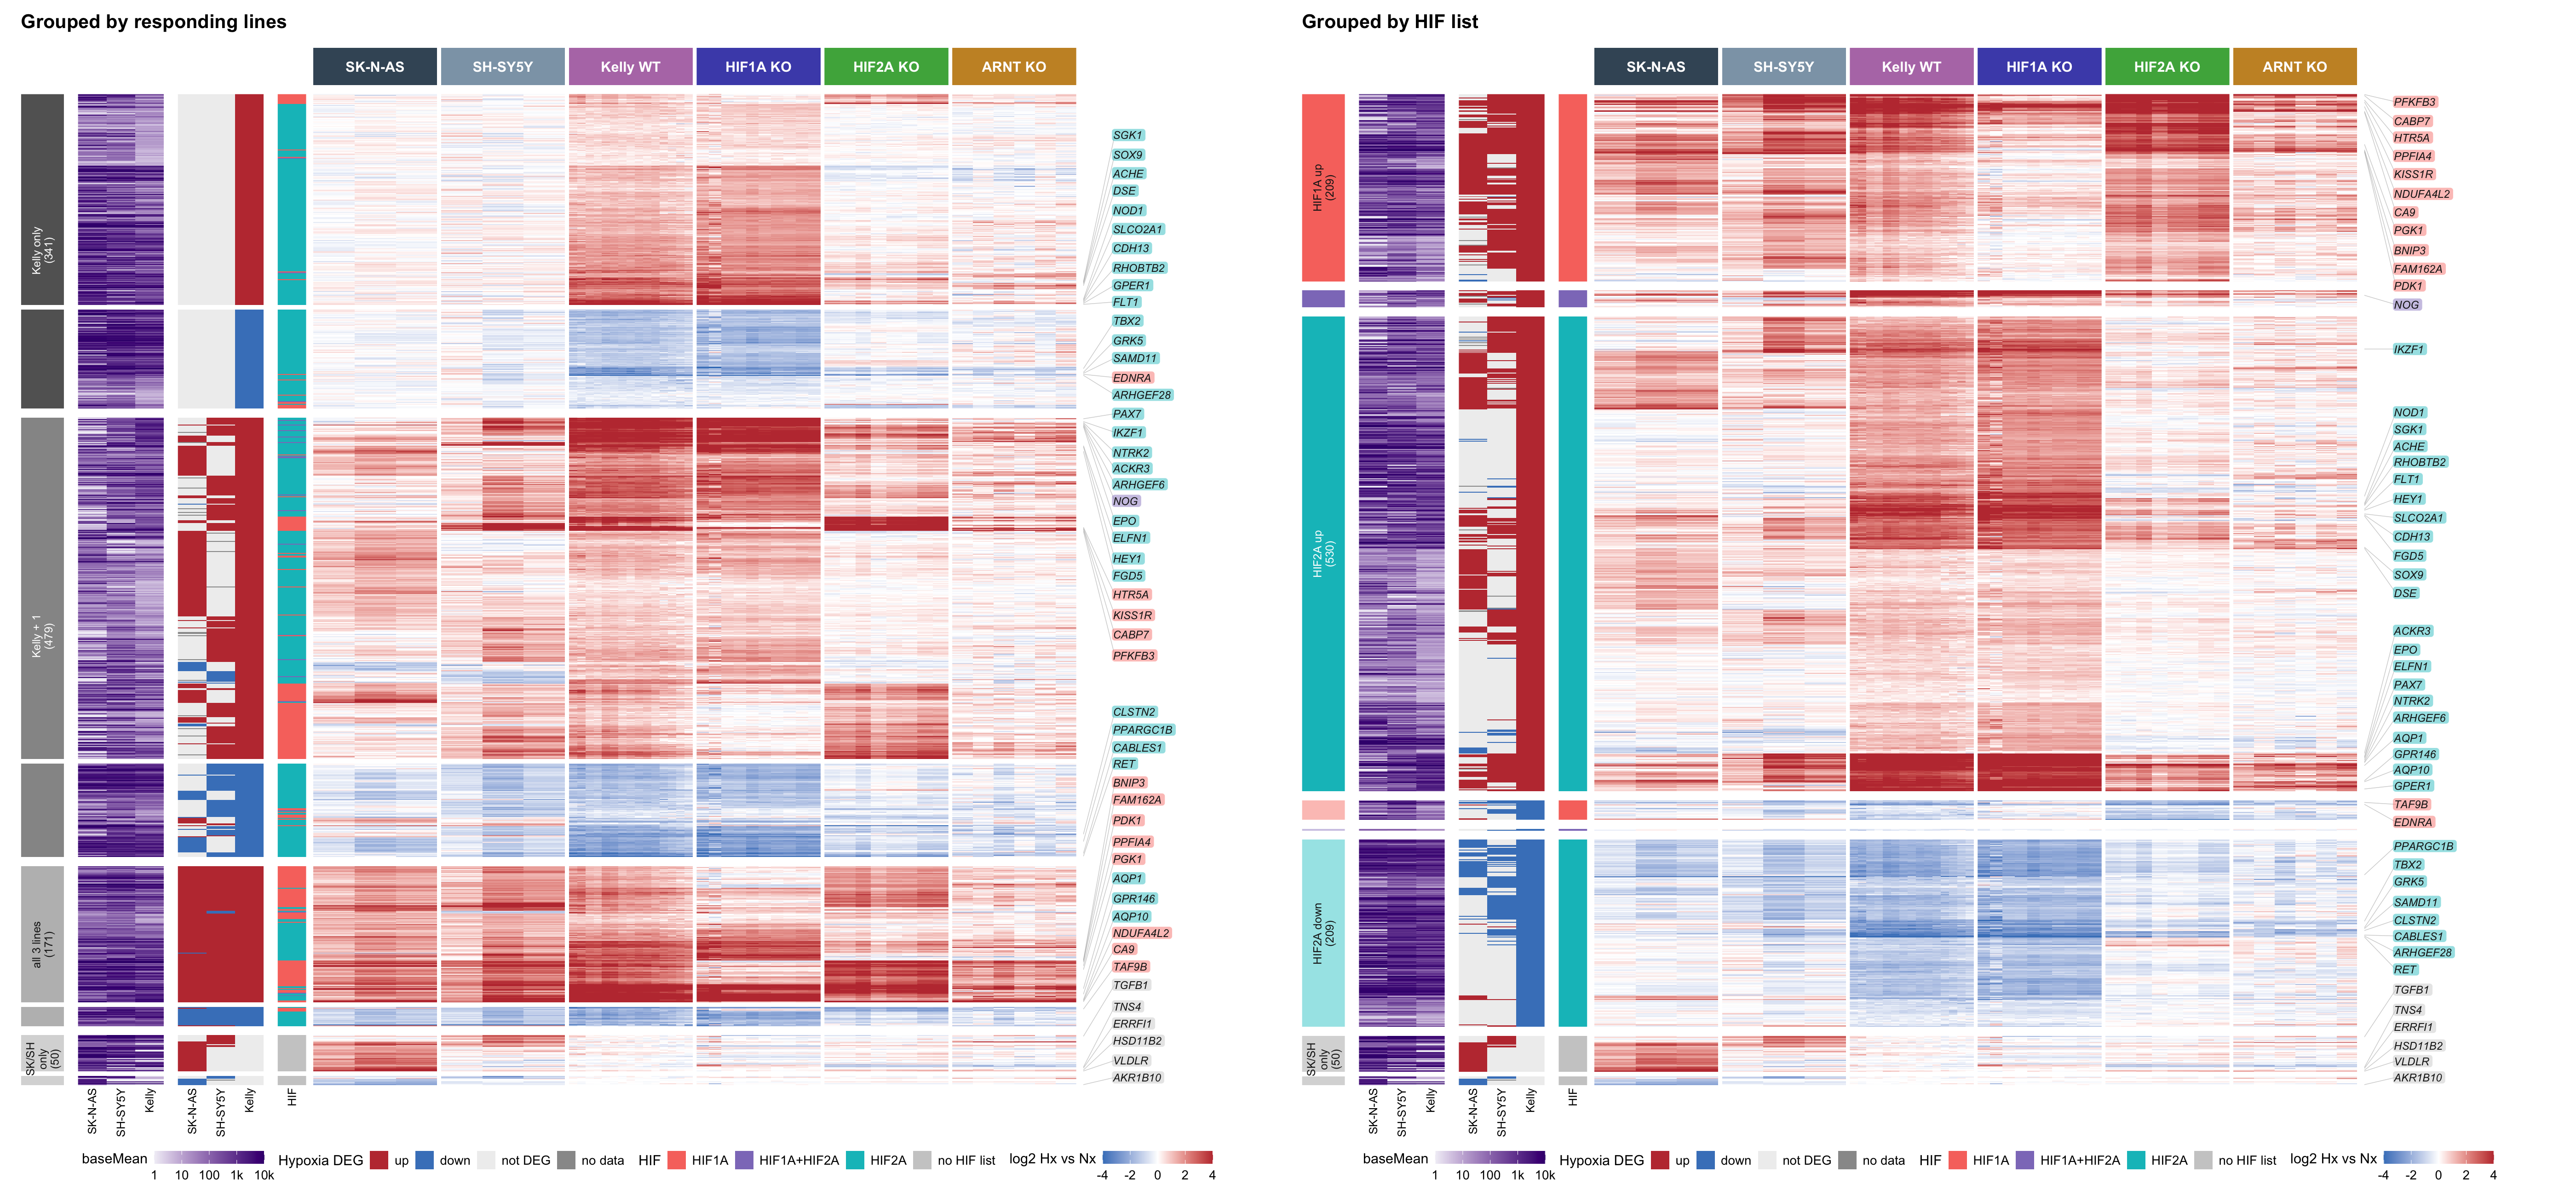 Grouped by responding lines
SK-N-AS
SH-SY5Y
Kelly WT
HIF1A KO
HIF2A KO
ARNT KO
Kelly only
(341)
Kelly + 1
(479)
all 3 lines
(171)
SK/SH
only
(50)
SGK1
SOX9
ACHE
DSE
NOD1
SLCO2A1
CDH13
RHOBTB2
GPER1
FLT1
TBX2
GRK5
SAMD11
EDNRA
ARHGEF28
PAX7
IKZF1
NTRK2
ACKR3
ARHGEF6
NOG
EPO
ELFN1
HEY1
FGD5
HTR5A
KISS1R
CABP7
PFKFB3
CLSTN2
PPARGC1B
CABLES1
RET
BNIP3
FAM162A
PDK1
PPFIA4
PGK1
AQP1
GPR146
AQP10
NDUFA4L2
CA9
TAF9B
TGFB1
TNS4
ERRFI1
HSD11B2
VLDLR
AKR1B10
SK-N-AS
SH-SY5Y
Kelly
SK-N-AS
SH-SY5Y
Kelly
HIF
baseMean
1 10 100 1k 10k
Hypoxia DEG up down not DEG no data
HIF HIF1A HIF1A+HIF2A HIF2A no HIF list
log2 Hx vs Nx
-4 -2 0 2 4
Grouped by HIF list
SK-N-AS
SH-SY5Y
Kelly WT
HIF1A KO
HIF2A KO
ARNT KO
HIF1A up
(209)
HIF2A up
(530)
HIF2A down
(209)
SK/SH
only
(50)
PFKFB3
CABP7
HTR5A
PPFIA4
KISS1R
NDUFA4L2
CA9
PGK1
BNIP3
FAM162A
PDK1
NOG
IKZF1
NOD1
SGK1
ACHE
RHOBTB2
FLT1
HEY1
SLCO2A1
CDH13
FGD5
SOX9
DSE
ACKR3
EPO
ELFN1
PAX7
NTRK2
ARHGEF6
AQP1
GPR146
AQP10
GPER1
TAF9B
EDNRA
PPARGC1B
TBX2
GRK5
SAMD11
CLSTN2
CABLES1
ARHGEF28
RET
TGFB1
TNS4
ERRFI1
HSD11B2
VLDLR
AKR1B10
SK-N-AS
SH-SY5Y
Kelly
SK-N-AS
SH-SY5Y
Kelly
HIF
baseMean
1 10 100 1k 10k
Hypoxia DEG up down not DEG no data
HIF HIF1A HIF1A+HIF2A HIF2A no HIF list
log2 Hx vs Nx
-4 -2 0 2 4